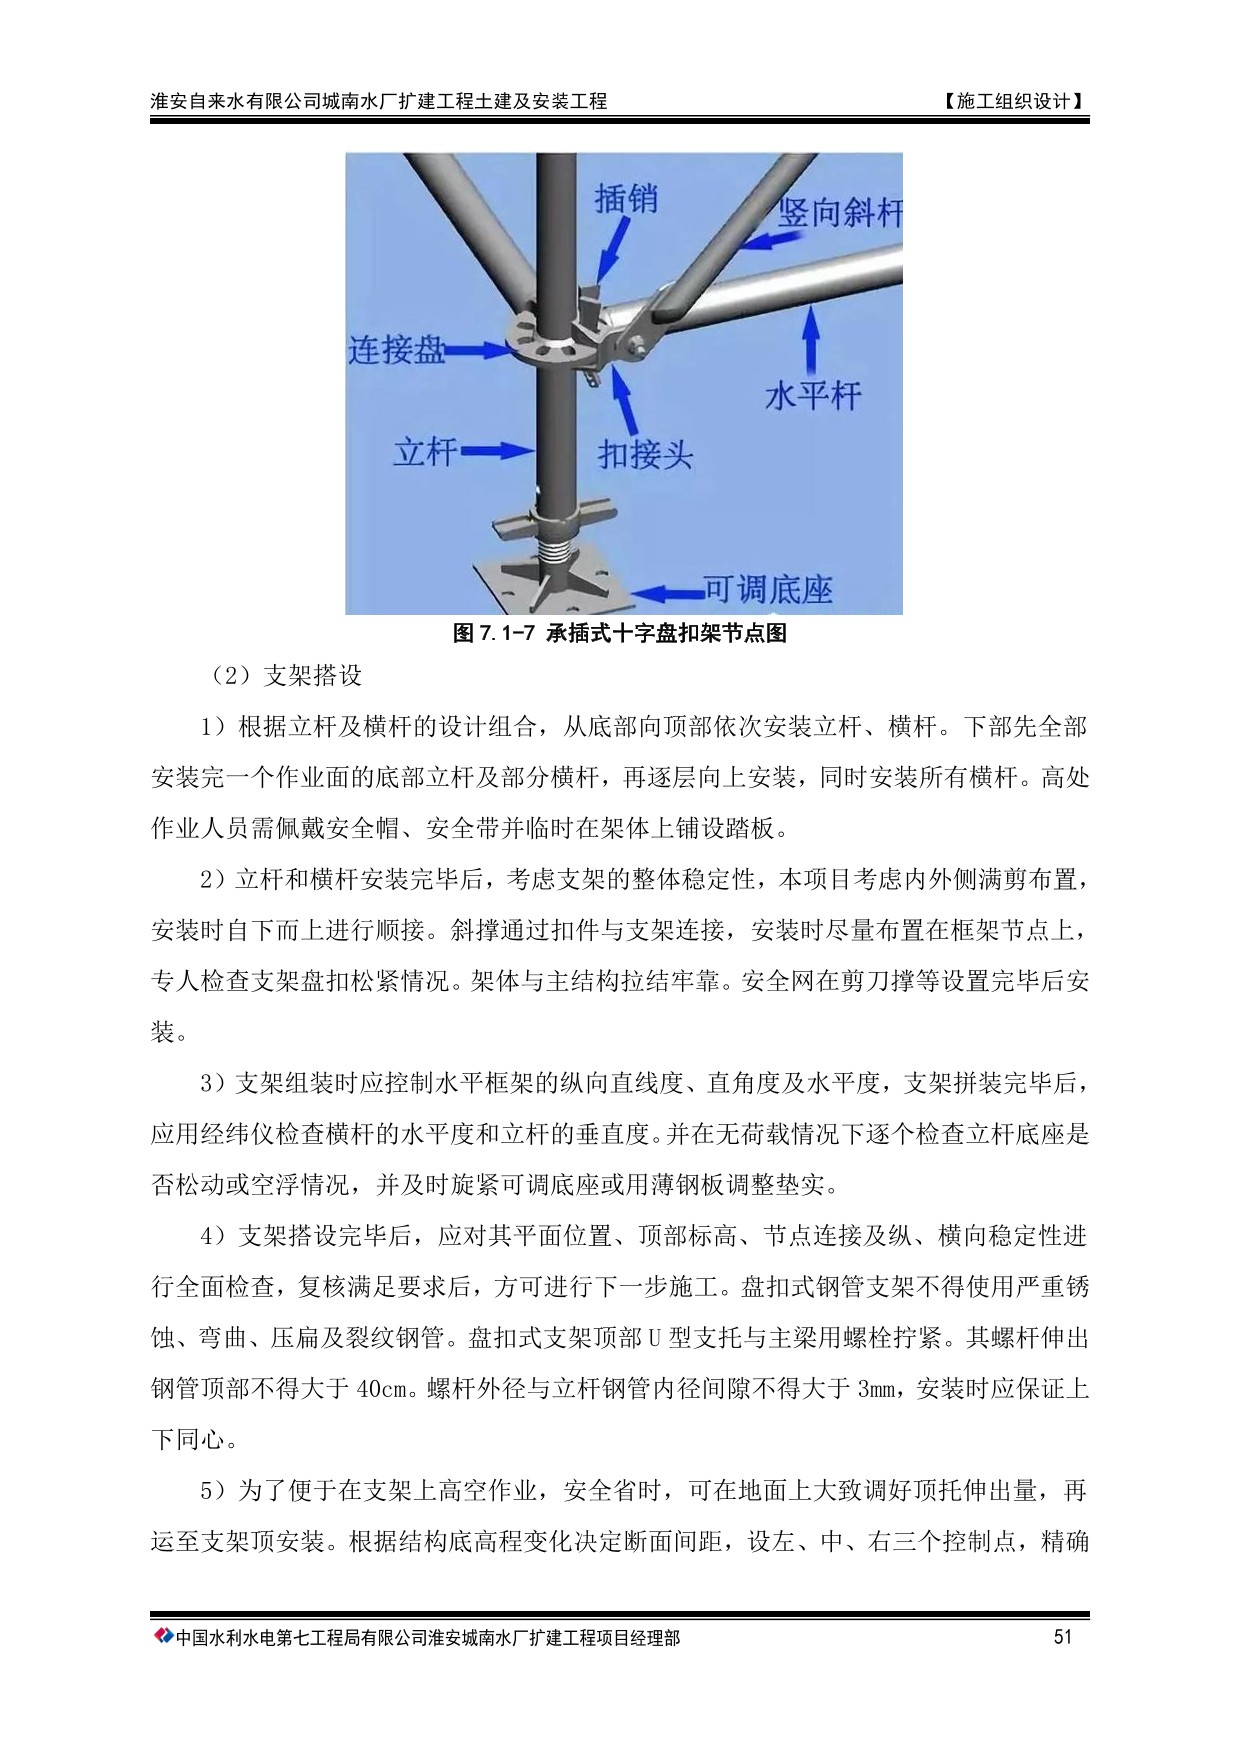 淮安自来水有限公司城南水厂扩建工程土建及安装工程 【施工组织设计】
插销
竖向斜杆
连接盘
水平杆
立杆
扣接头
可调底座
图 7.1-7 承插式十字盘扣架节点图
（2）支架搭设
1）根据立杆及横杆的设计组合，从底部向顶部依次安装立杆、横杆。下部先全部
安装完一个作业面的底部立杆及部分横杆，再逐层向上安装，同时安装所有横杆。高处
作业人员需佩戴安全帽、安全带并临时在架体上铺设踏板。
2）立杆和横杆安装完毕后，考虑支架的整体稳定性，本项目考虑内外侧满剪布置，
安装时自下而上进行顺接。斜撑通过扣件与支架连接，安装时尽量布置在框架节点上，
专人检查支架盘扣松紧情况。架体与主结构拉结牢靠。安全网在剪刀撑等设置完毕后安
装。
3）支架组装时应控制水平框架的纵向直线度、直角度及水平度，支架拼装完毕后，
应用经纬仪检查横杆的水平度和立杆的垂直度。并在无荷载情况下逐个检查立杆底座是
否松动或空浮情况，并及时旋紧可调底座或用薄钢板调整垫实。
4）支架搭设完毕后，应对其平面位置、顶部标高、节点连接及纵、横向稳定性进
行全面检查，复核满足要求后，方可进行下一步施工。盘扣式钢管支架不得使用严重锈
蚀、弯曲、压扁及裂纹钢管。盘扣式支架顶部 U 型支托与主梁用螺栓拧紧。其螺杆伸出
钢管顶部不得大于 40cm。螺杆外径与立杆钢管内径间隙不得大于 3mm，安装时应保证上
下同心。
5）为了便于在支架上高空作业，安全省时，可在地面上大致调好顶托伸出量，再
运至支架顶安装。根据结构底高程变化决定断面间距，设左、中、右三个控制点，精确
中国水利水电第七工程局有限公司淮安城南水厂扩建工程项目经理部 51